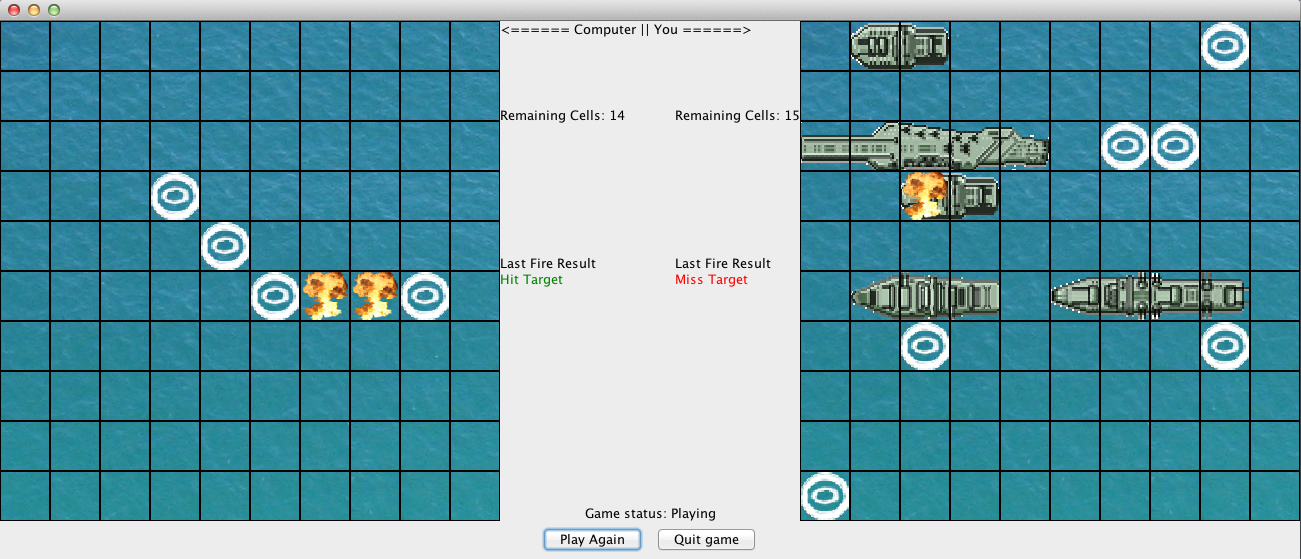 <====== Computer || You ======>
Remaining Cells: 14 Remaining Cells: 15
Last Fire Result Last Fire Result
Hit Target Miss Target
Game status: Playing
Play Again Quit game